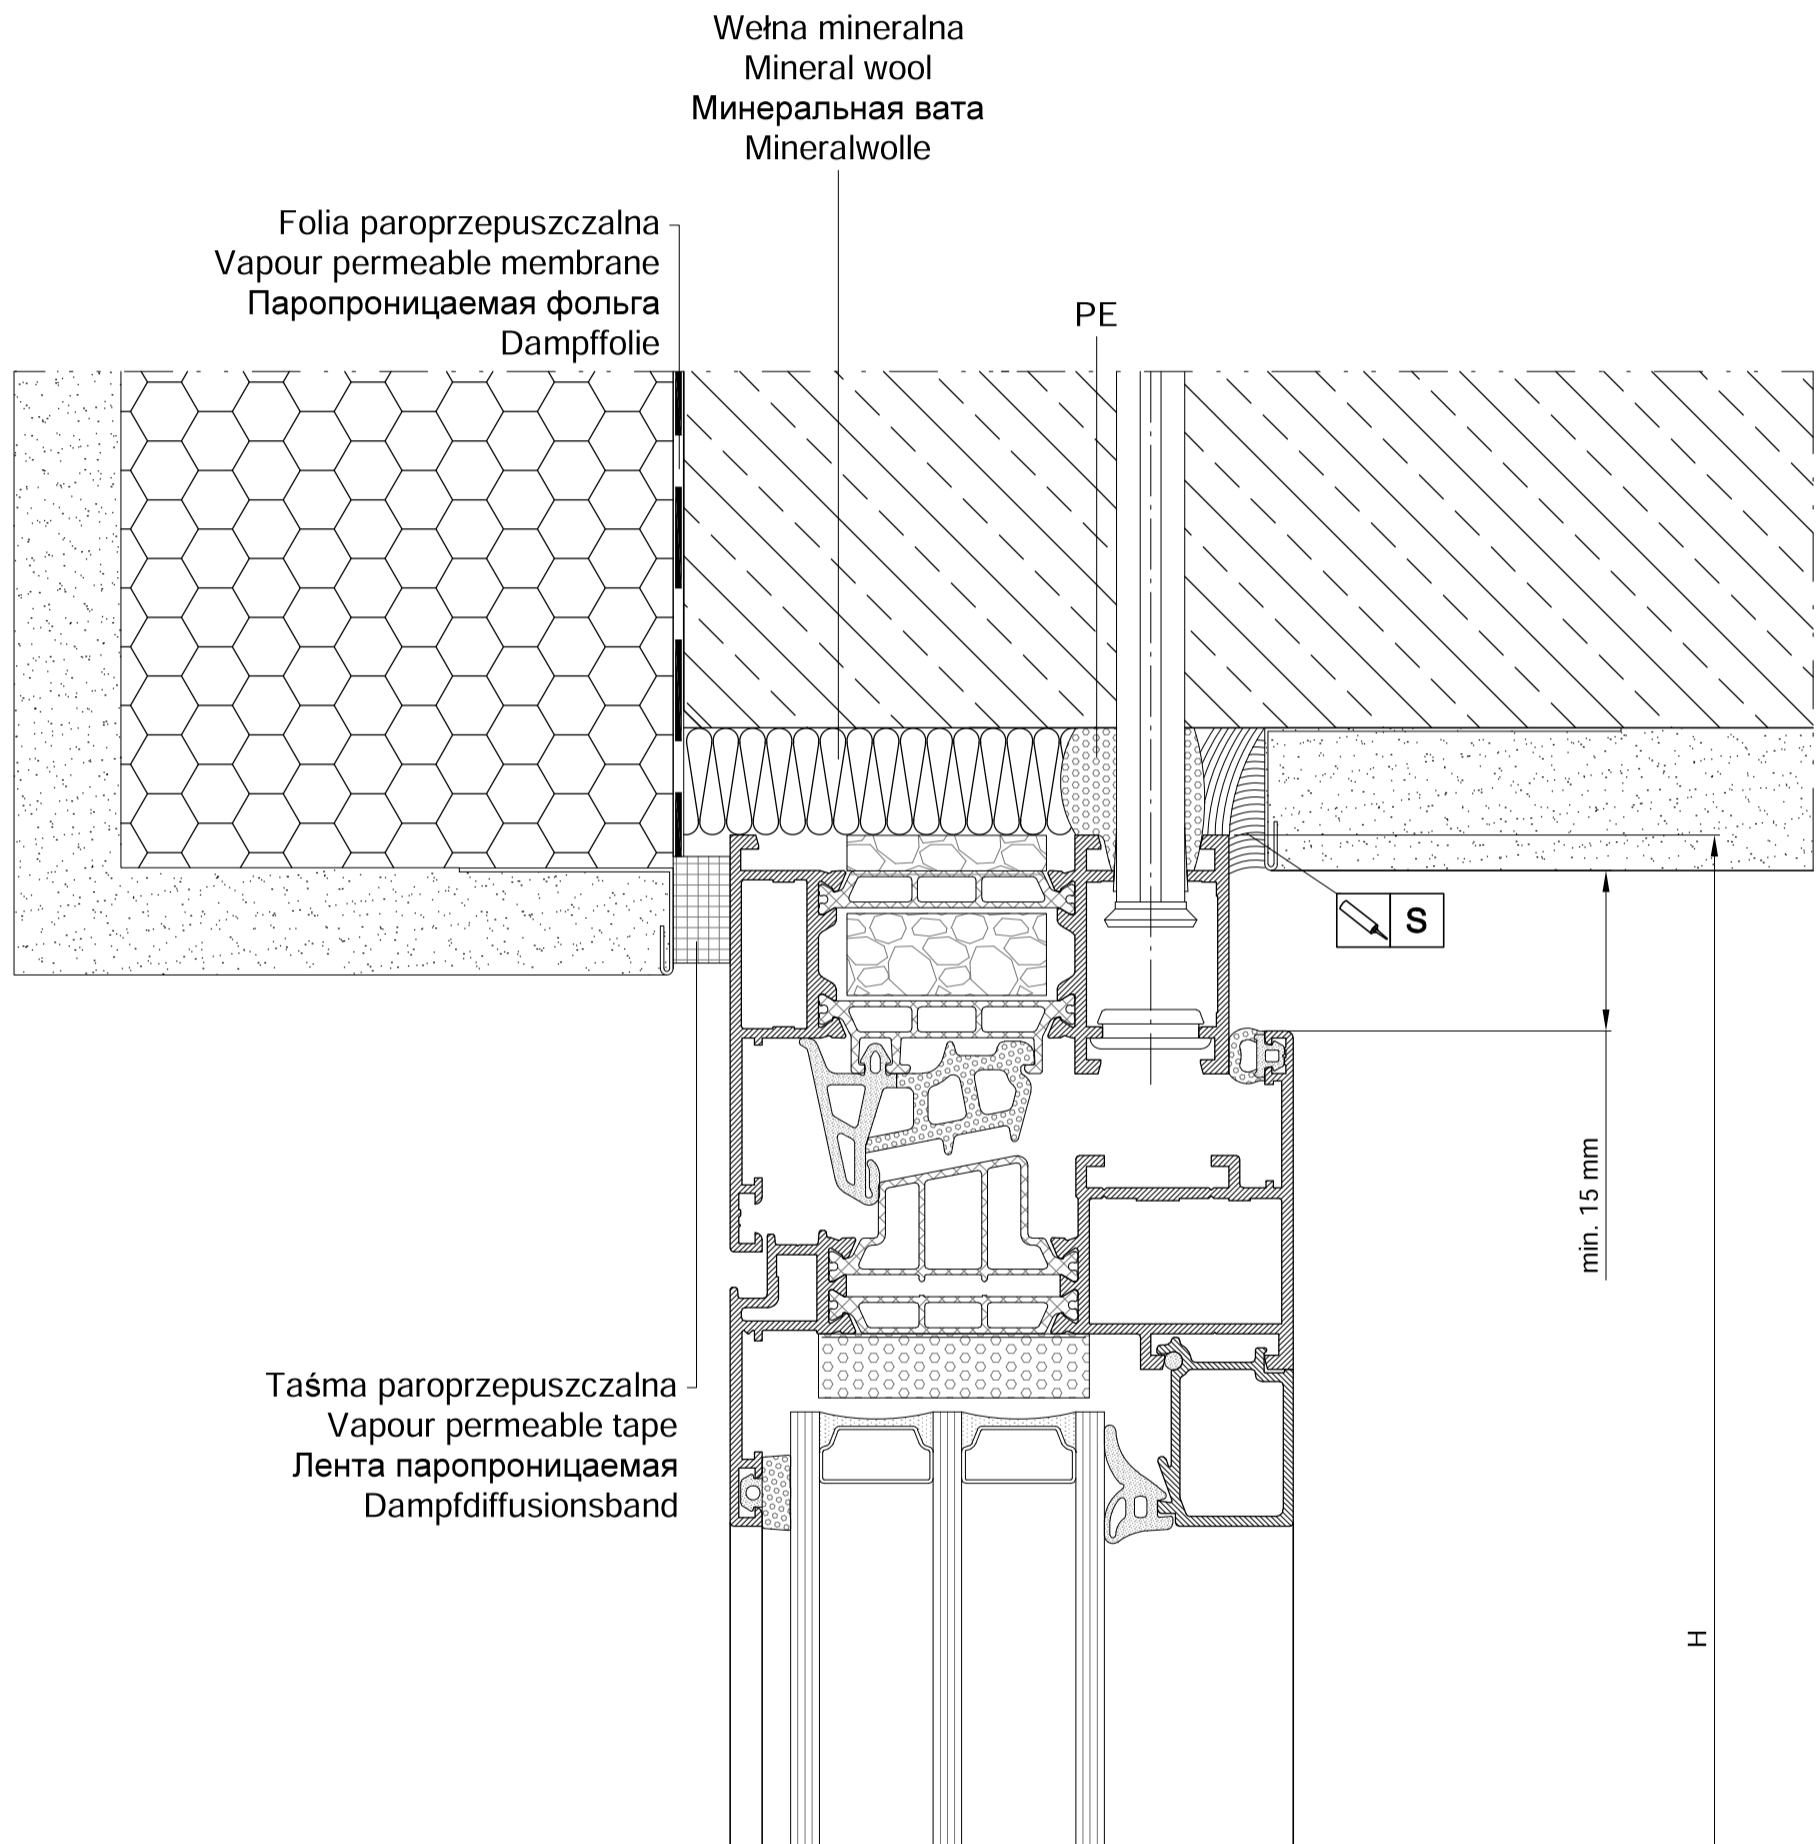 Wełna mineralna
Mineral wool
Минеральная вата
Mineralwolle
Folia paroprzepuszczalna
Vapour permeable membrane
Паропроницаемая фольга
Dampffolie
PE
S
min. 15 mm
Taśma paroprzepuszczalna
Vapour permeable tape
Лента паропроницаемая
Dampfdiffusionsband
H